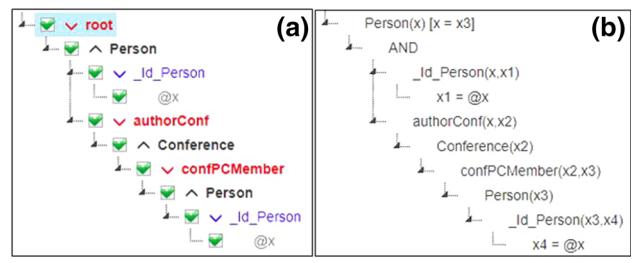 (a)
root
Person
_Id_Person
@x
authorConf
Conference
confPCMember
Person
_Id_Person
@x
(b)
Person(x) [x = x3]
AND
_Id_Person(x,x1)
x1 = @x
authorConf(x,x2)
Conference(x2)
confPCMember(x2,x3)
Person(x3)
_Id_Person(x3,x4)
x4 = @x